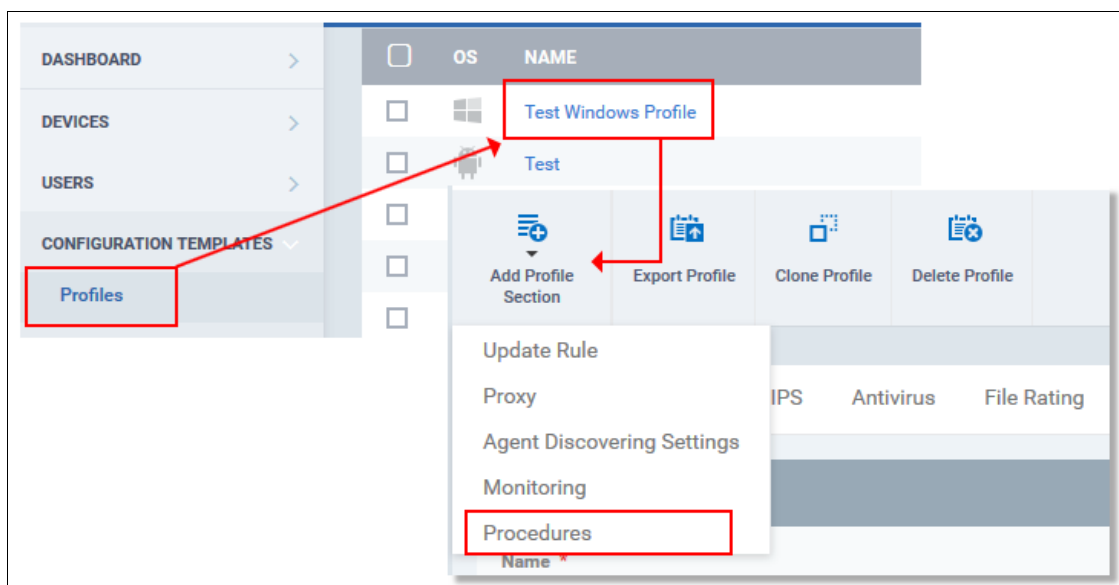 DASHBOARD
DEVICES
USERS
CONFIGURATION TEMPLATES
Profiles
OS NAME
Test Windows Profile
Test
Add Profile
Section
Export Profile
Clone Profile
Delete Profile
Update Rule
Proxy
Agent Discovering Settings
Monitoring
Procedures
IPS Antivirus File Rating
Name *